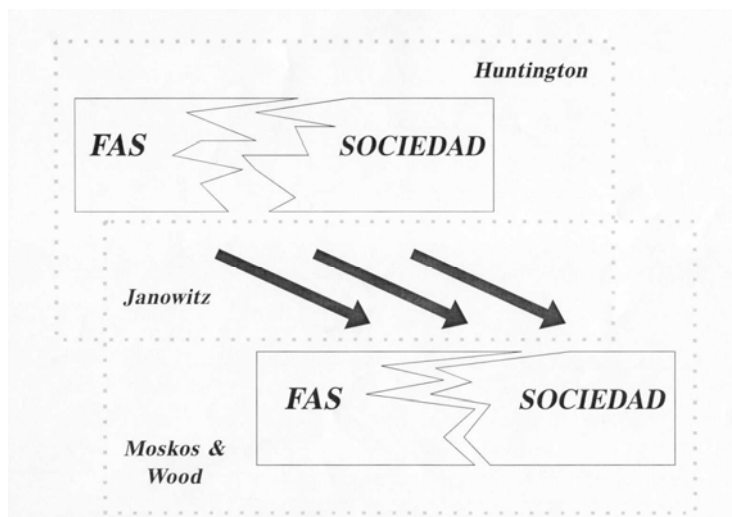 Huntington
FAS
SOCIEDAD
Janowitz
FAS
SOCIEDAD
Moskos &
Wood